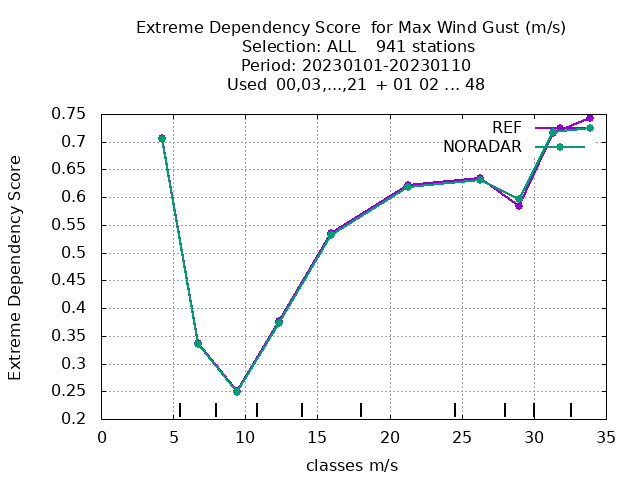 Extreme Dependency Score  for Max Wind Gust (m/s)
Selection: ALL    941 stations
Period: 20230101-20230110
Used  00,03,...,21  + 01 02 ... 48
Extreme Dependency Score
0.75
0.7
0.65
0.6
0.55
0.5
0.45
0.4
0.35
0.3
0.25
0.2
REF
NORADAR
0 5 10 15 20 25 30 35
classes m/s